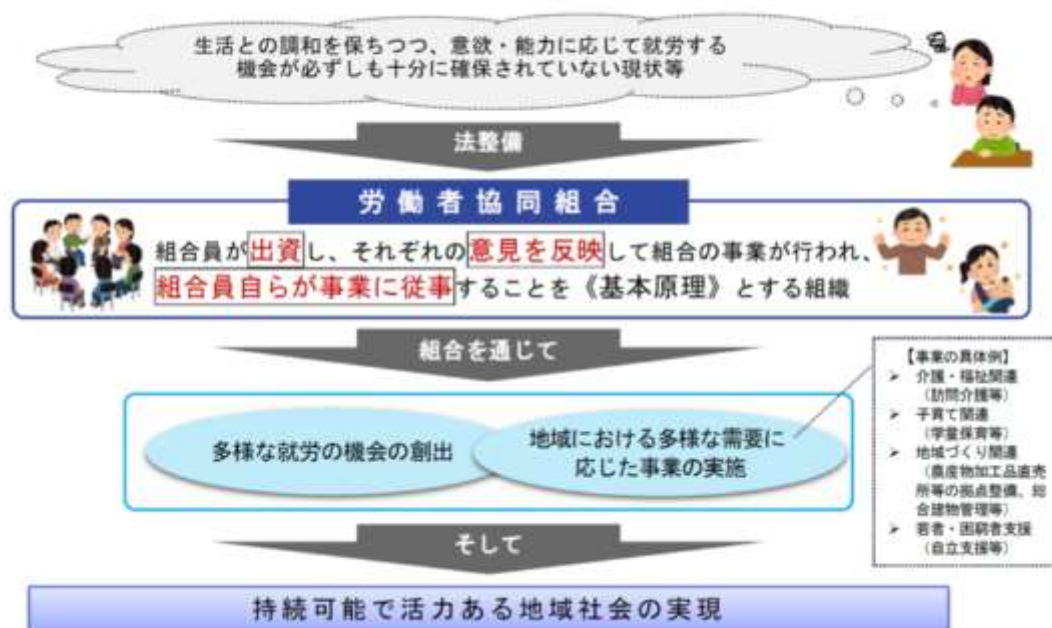 生活との調和を保ちつつ、意欲・能力に応じて就労する
機会が必ずしも十分に確保されていない現状等
法整備
労働者協同組合
組合員が出資し、それぞれの意見を反映して組合の事業が行われ、
組合員自らが事業に従事することを《基本原理》とする組織
組合を通じて
多様な就労の機会の創出
地域における多様な需要に
応じた事業の実施
【事業の具体例】
➢ 介護・福祉関連
（訪問介護等）
➢ 子育て関連
（学童保育等）
➢ 地域づくり関連
（農産物加工品直売
所等の拠点整備、総
合建物管理等）
➢ 若者・困窮者支援
（自立支援等）
そして
持続可能で活力ある地域社会の実現